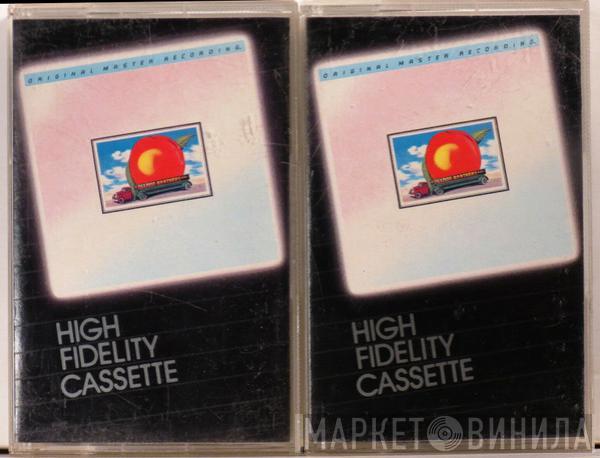 ORIGINAL MASTER RECORDING
HIGH
FIDELITY
CASSETTE
ORIGINAL MASTER RECORDING
HIGH
FIDELITY
CASSETTE
МАРКЕТ ВИНИЛА